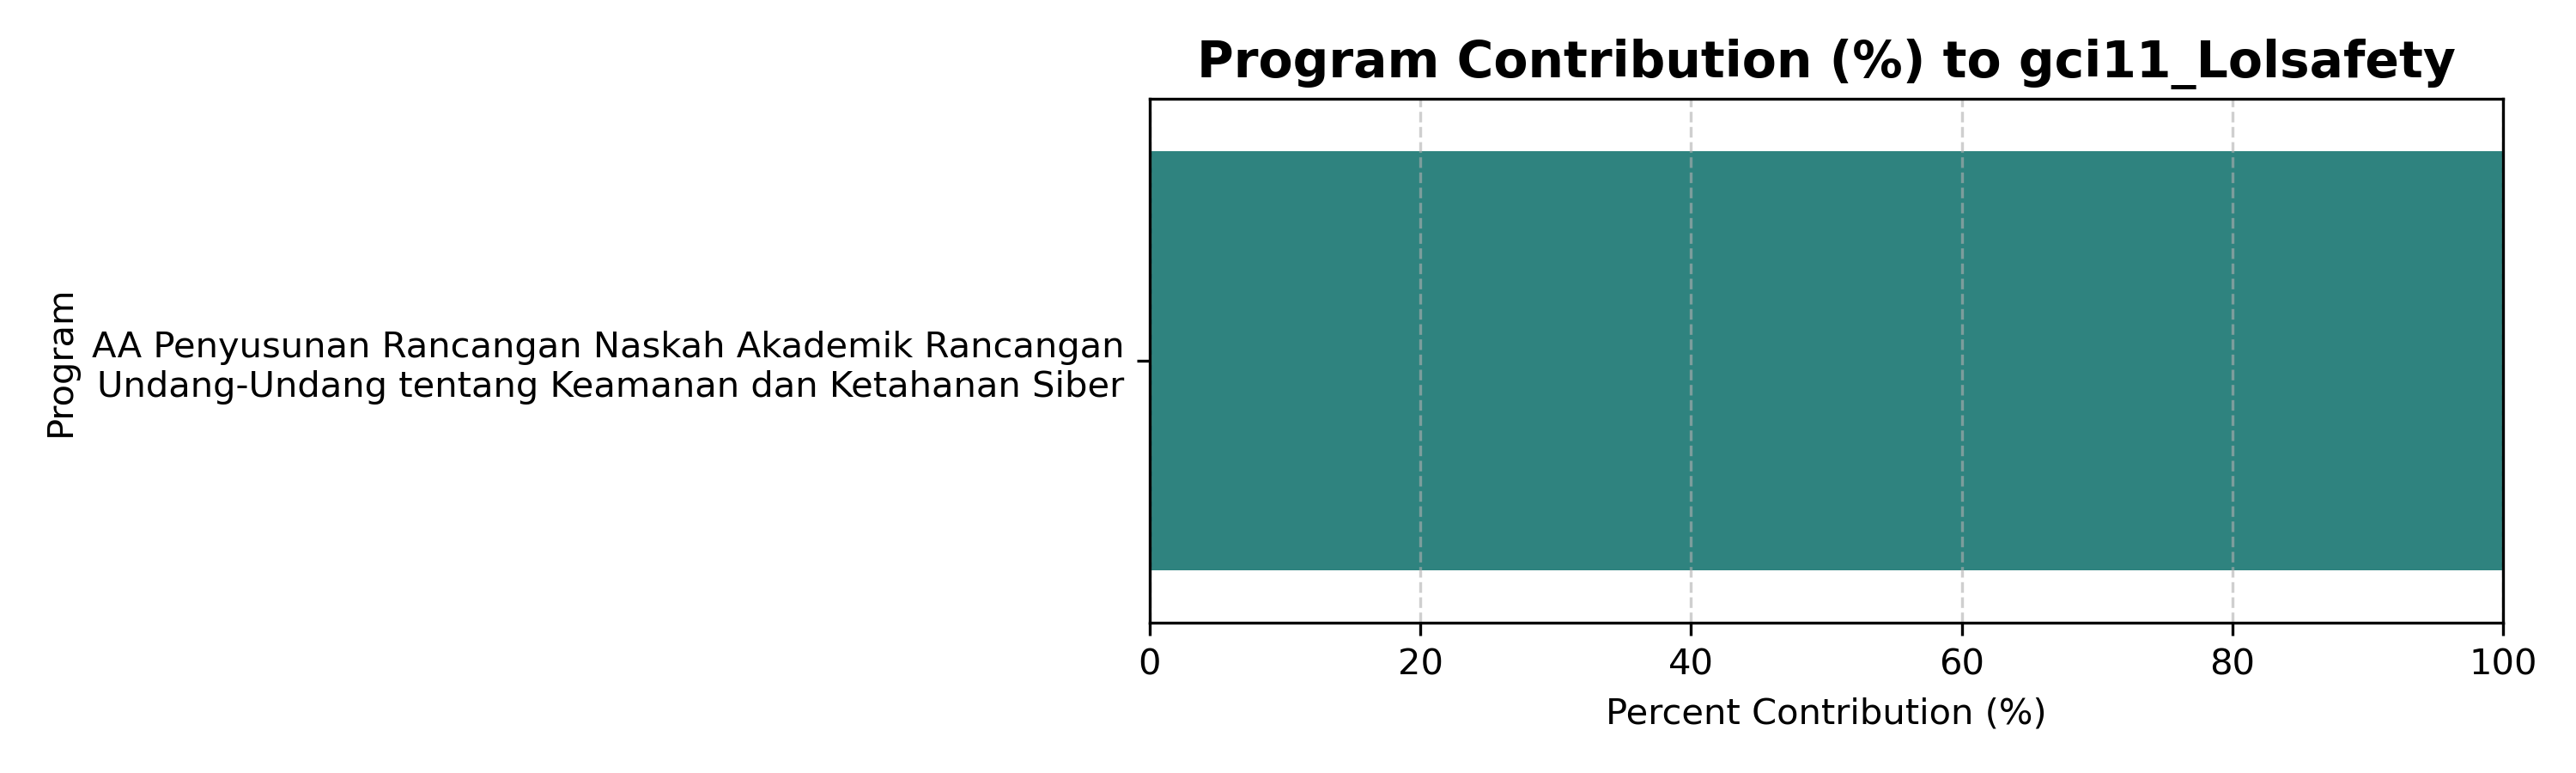 Program Contribution (%) to gci11_Lolsafety
Program
AA Penyusunan Rancangan Naskah Akademik Rancangan
Undang-Undang tentang Keamanan dan Ketahanan Siber
0 20 40 60 80 100
Percent Contribution (%)